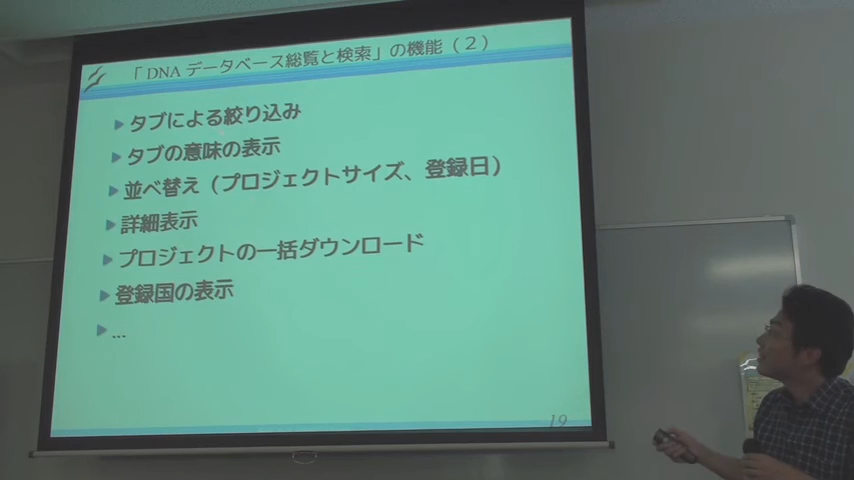 「DNA データベース総覧と検索」の機能（２）
タブによる絞り込み
タブの意味の表示
並べ替え（プロジェクトサイズ、登録日）
詳細表示
プロジェクトの一括ダウンロード
登録国の表示
...
19